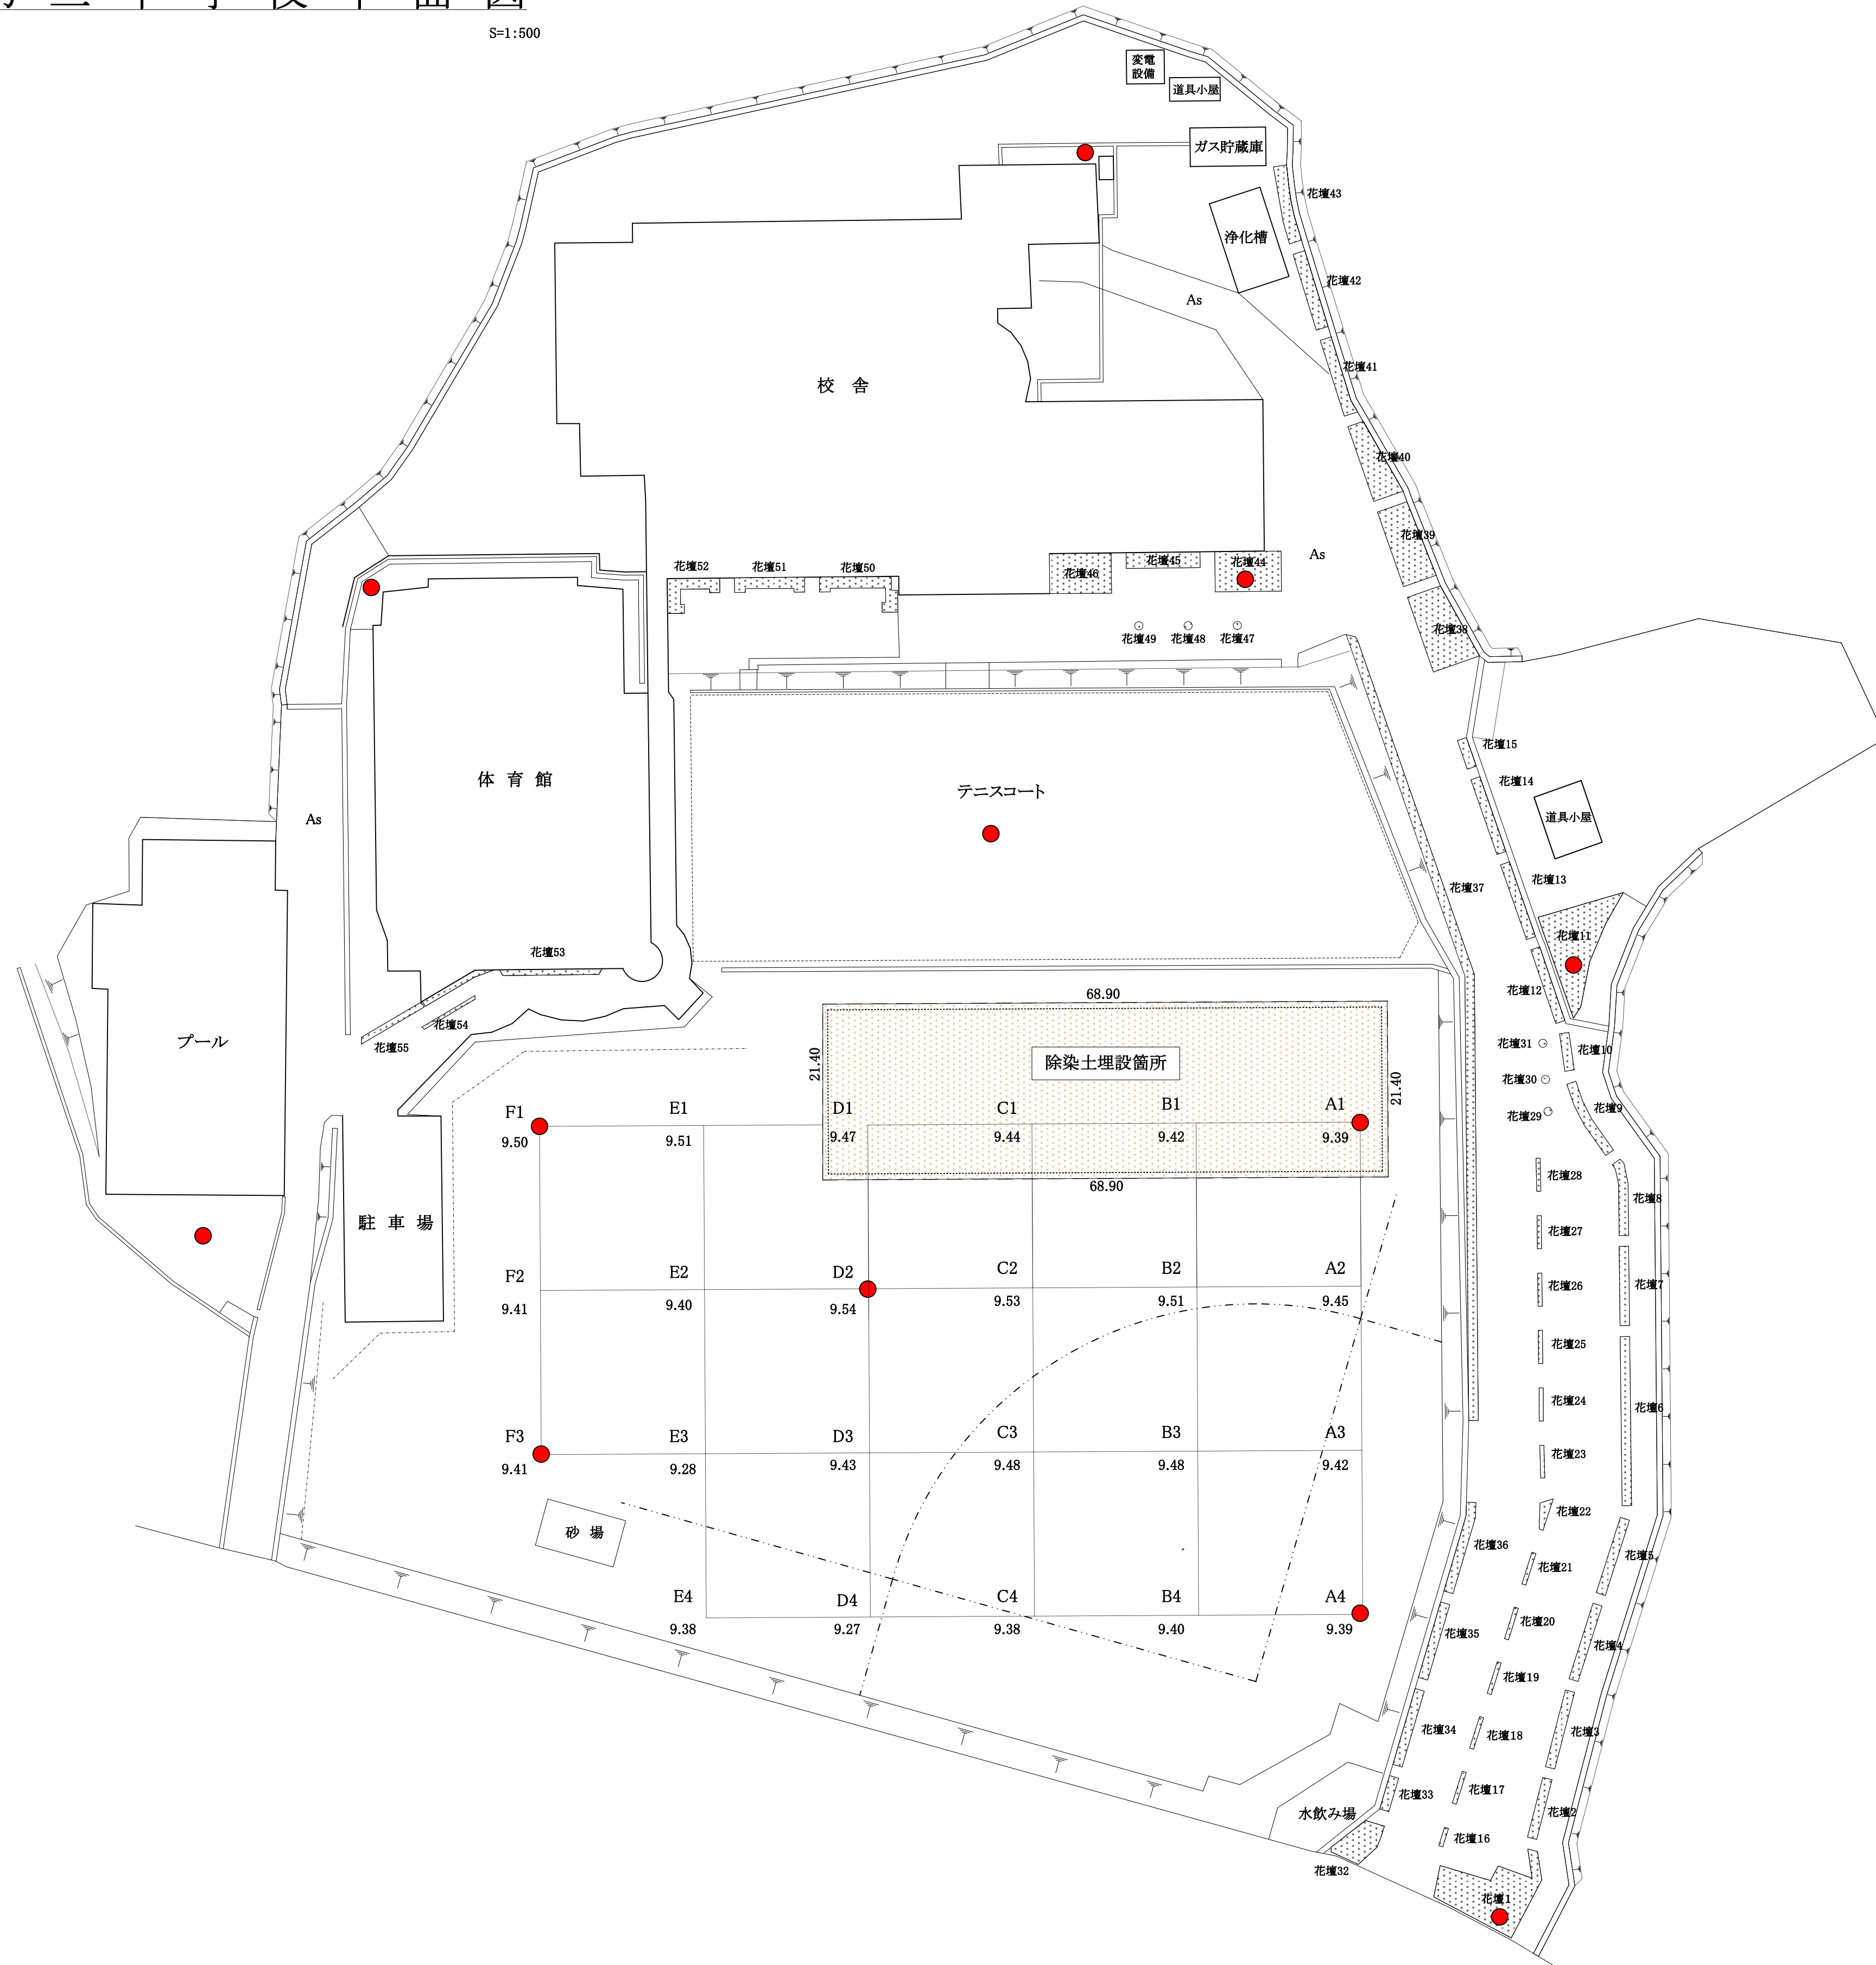 中 学 校 平 面 図
S=1:500
変電
設備
道具小屋
ガス貯蔵庫
花壇43
浄化槽
花壇42
As
花壇41
校 舎
花壇40
花壇39
As
花壇52
花壇51
花壇50
花壇46
花壇45
花壇44
花壇38
花壇49
花壇48
花壇47
花壇15
体 育 館
テニスコート
花壇14
As
道具小屋
花壇13
花壇37
花壇11
花壇53
花壇12
68.90
花壇54
花壇55
プール
21.40
除染土埋設箇所
21.40
花壇31
花壇10
花壇30
花壇9
花壇29
F1
E1
D1
C1
B1
A1
9.50
9.51
9.47
9.44
9.42
9.39
68.90
花壇28
花壇8
駐 車 場
花壇27
F2
E2
D2
C2
B2
A2
9.41
9.40
9.54
9.53
9.51
9.45
花壇26
花壇7
花壇25
花壇24
花壇6
F3
E3
D3
C3
B3
A3
9.41
9.28
9.43
9.48
9.48
9.42
花壇23
花壇22
砂 場
花壇36
花壇21
花壇5
E4
D4
C4
B4
A4
9.38
9.27
9.38
9.40
9.39
花壇35
花壇20
花壇4
花壇19
花壇34
花壇18
花壇3
花壇33
花壇17
水飲み場
花壇2
花壇16
花壇32
花壇1